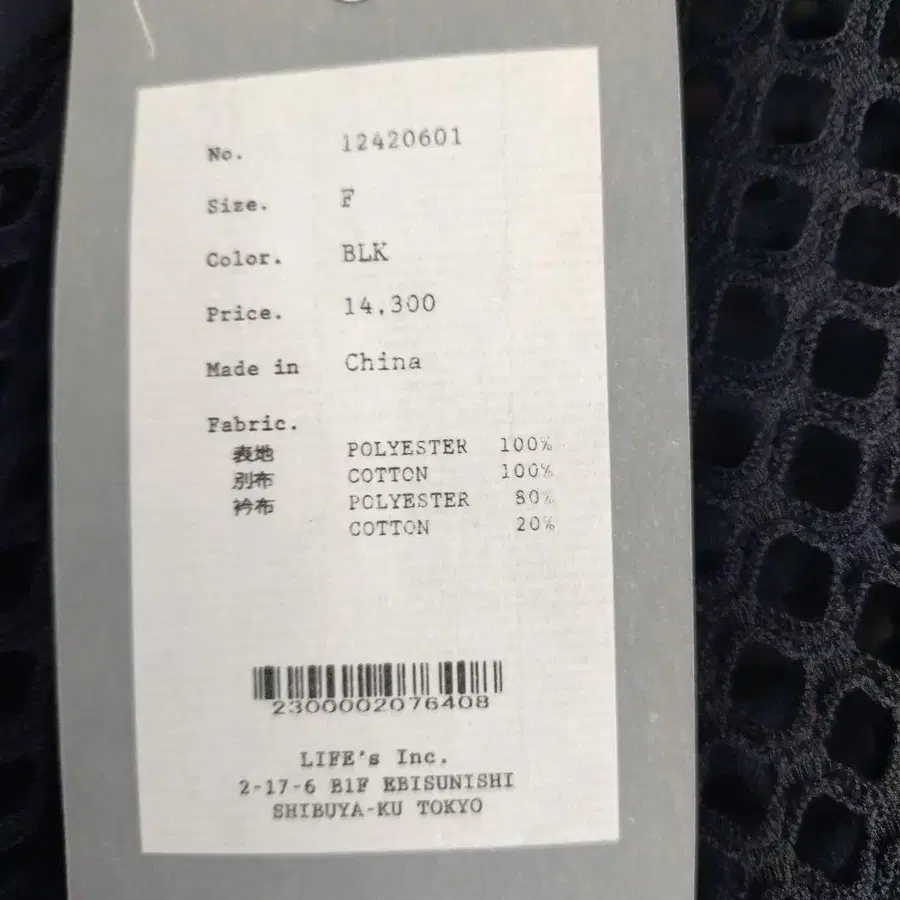 No. 12420601
Size. F
Color. BLK
Price. 14,300
Made in China
Fabric.
表地 POLYESTER 100%
別布 COTTON 100%
衿布 POLYESTER 80%
COTTON 20%
2300002076408
LIFE's Inc.
2-17-6 B1F EBISUNISHI
SHIBUYA-KU TOKYO